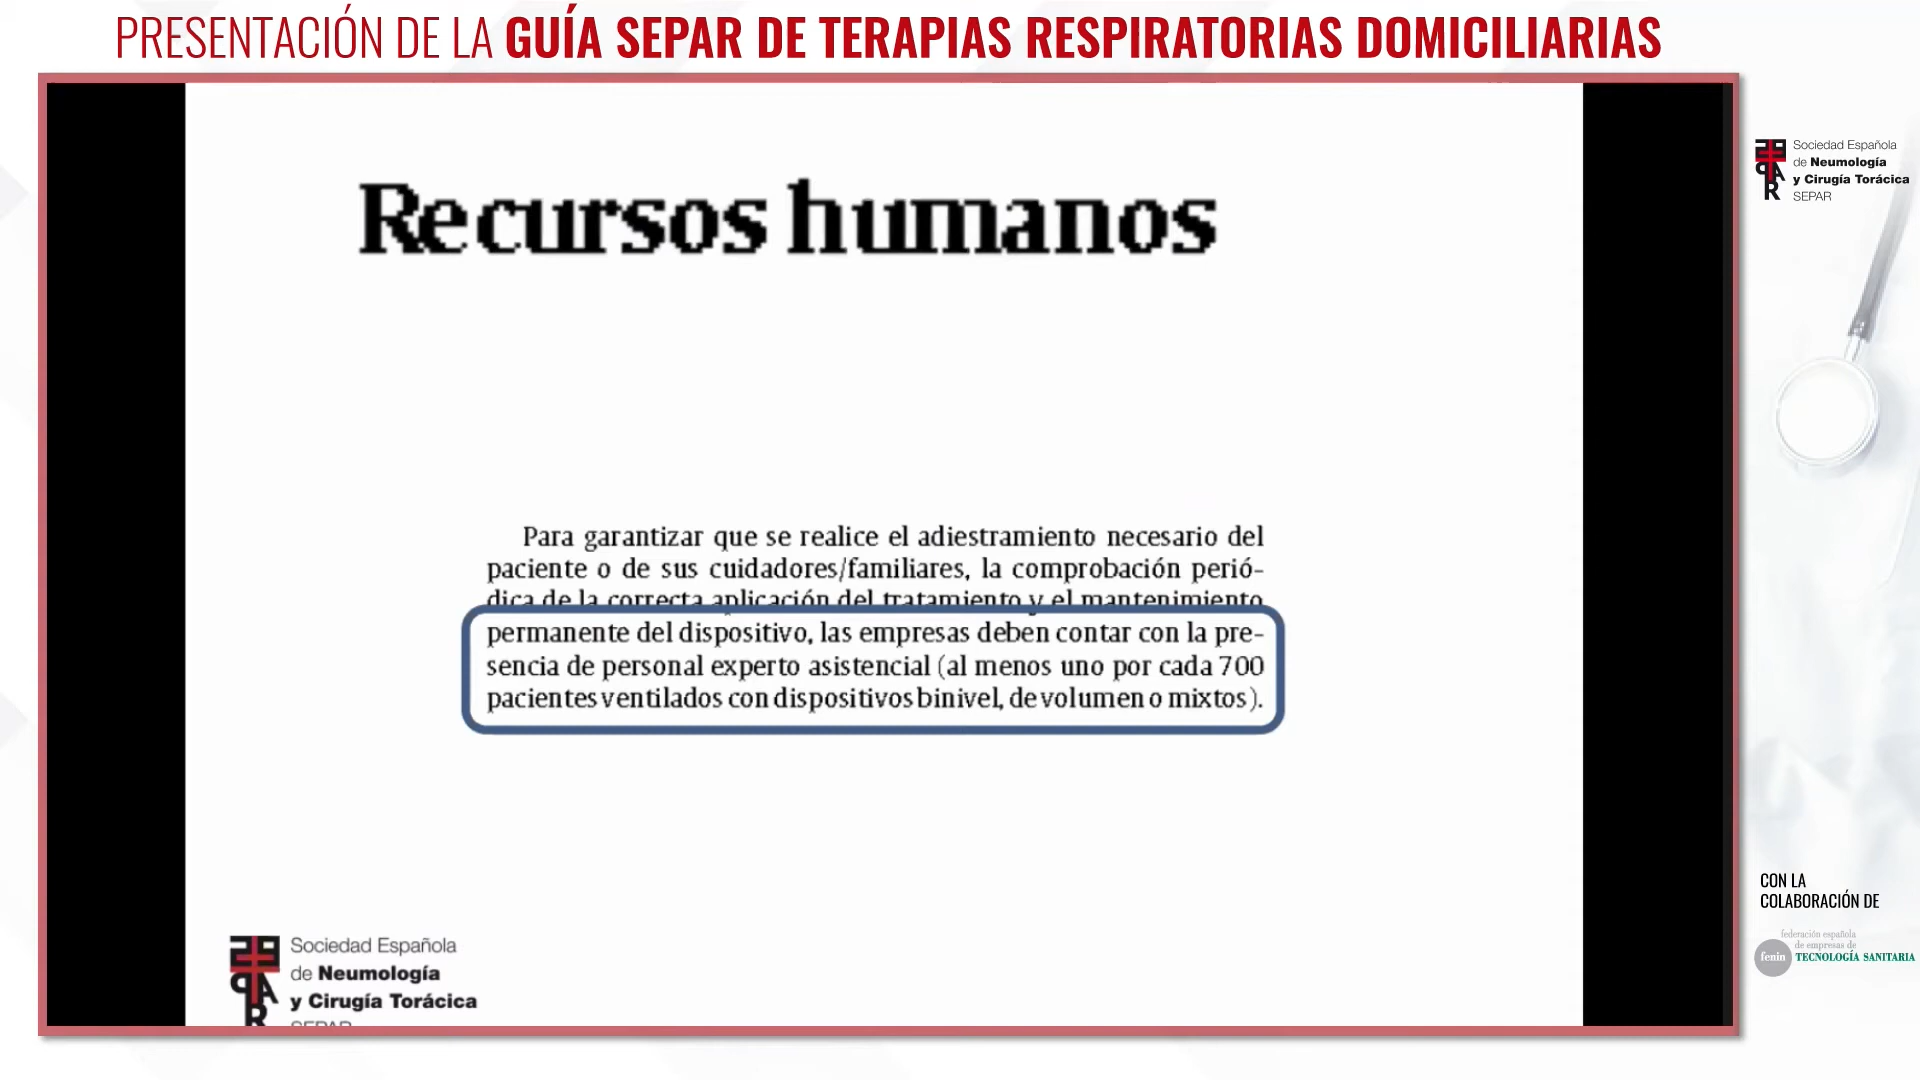 PRESENTACIÓN DE LA GUÍA SEPAR DE TERAPIAS RESPIRATORIAS DOMICILIARIAS
Sociedad Española
de Neumología
y Cirugía Torácica
SEPAR
Recursos humanos
Para garantizar que se realice el adiestramiento necesario del
paciente o de sus cuidadores/familiares, la comprobación perió-
dica de la correcta aplicación del tratamiento y el mantenimiento
permanente del dispositivo, las empresas deben contar con la pre-
sencia de personal experto asistencial (al menos uno por cada 700
pacientes ventilados con dispositivos binivel, de volumen o mixtos).
Sociedad Española
de Neumología
y Cirugía Torácica
SEPAR
CON LA
COLABORACIÓN DE
federación española
de empresas de
fenin TECNOLOGÍA SANITARIA